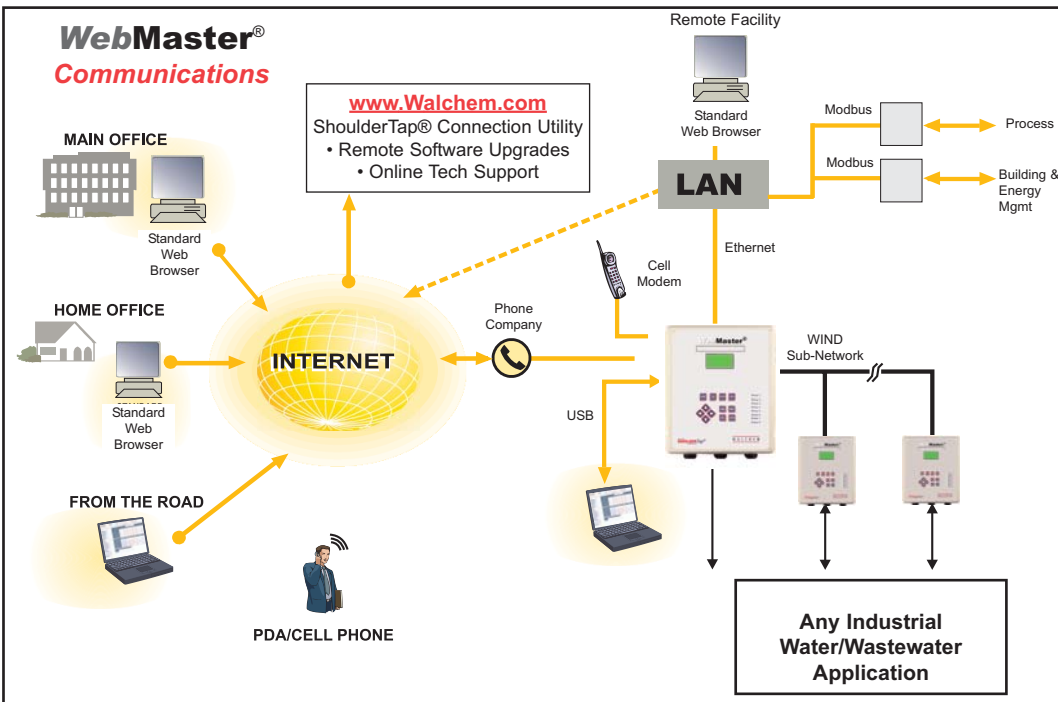 WebMaster®
Communications
www.Walchem.com
ShoulderTap® Connection Utility
• Remote Software Upgrades
• Online Tech Support
Remote Facility
Standard
Web Browser
Modbus
Process
Modbus
Building &
Energy
Mgmt
LAN
Ethernet
MAIN OFFICE
Standard
Web
Browser
HOME OFFICE
Standard
Web
Browser
FROM THE ROAD
PDA/CELL PHONE
INTERNET
Phone
Company
Cell
Modem
USB
WebMaster®
WALCHEM
WIND
Sub-Network
Any Industrial
Water/Wastewater
Application